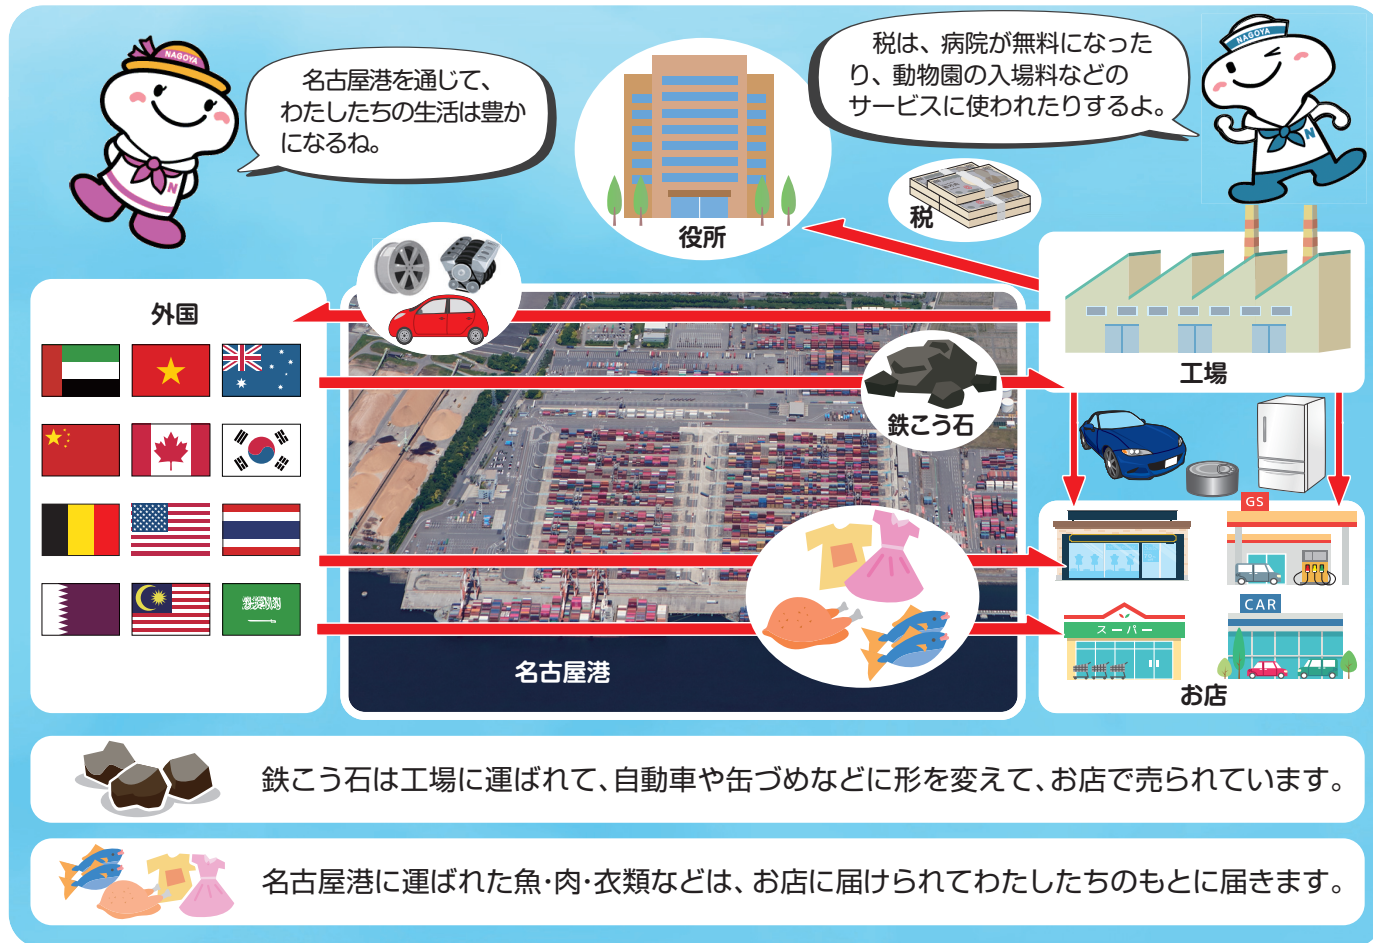 NAGOYA
名古屋港を通じて、
わたしたちの生活は豊か
になるね。
N
税は、病院が無料になった
り、動物園の入場料などの
サービスに使われたりするよ。
NAGOYA
N
役所
税
外国
工場
鉄こう石
GS
CAR
スーパー
名古屋港
お店
鉄こう石は工場に運ばれて、自動車や缶づめなどに形を変えて、お店で売られています。
名古屋港に運ばれた魚・肉・衣類などは、お店に届けられてわたしたちのもとに届きます。